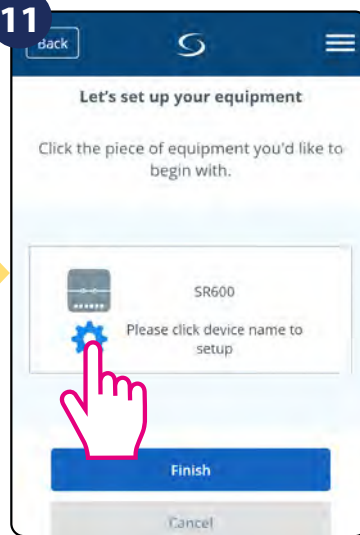 11
Back
Let's set up your equipment
Click the piece of equipment you'd like to
begin with.
SR600
Please click device name to
setup
Finish
Cancel